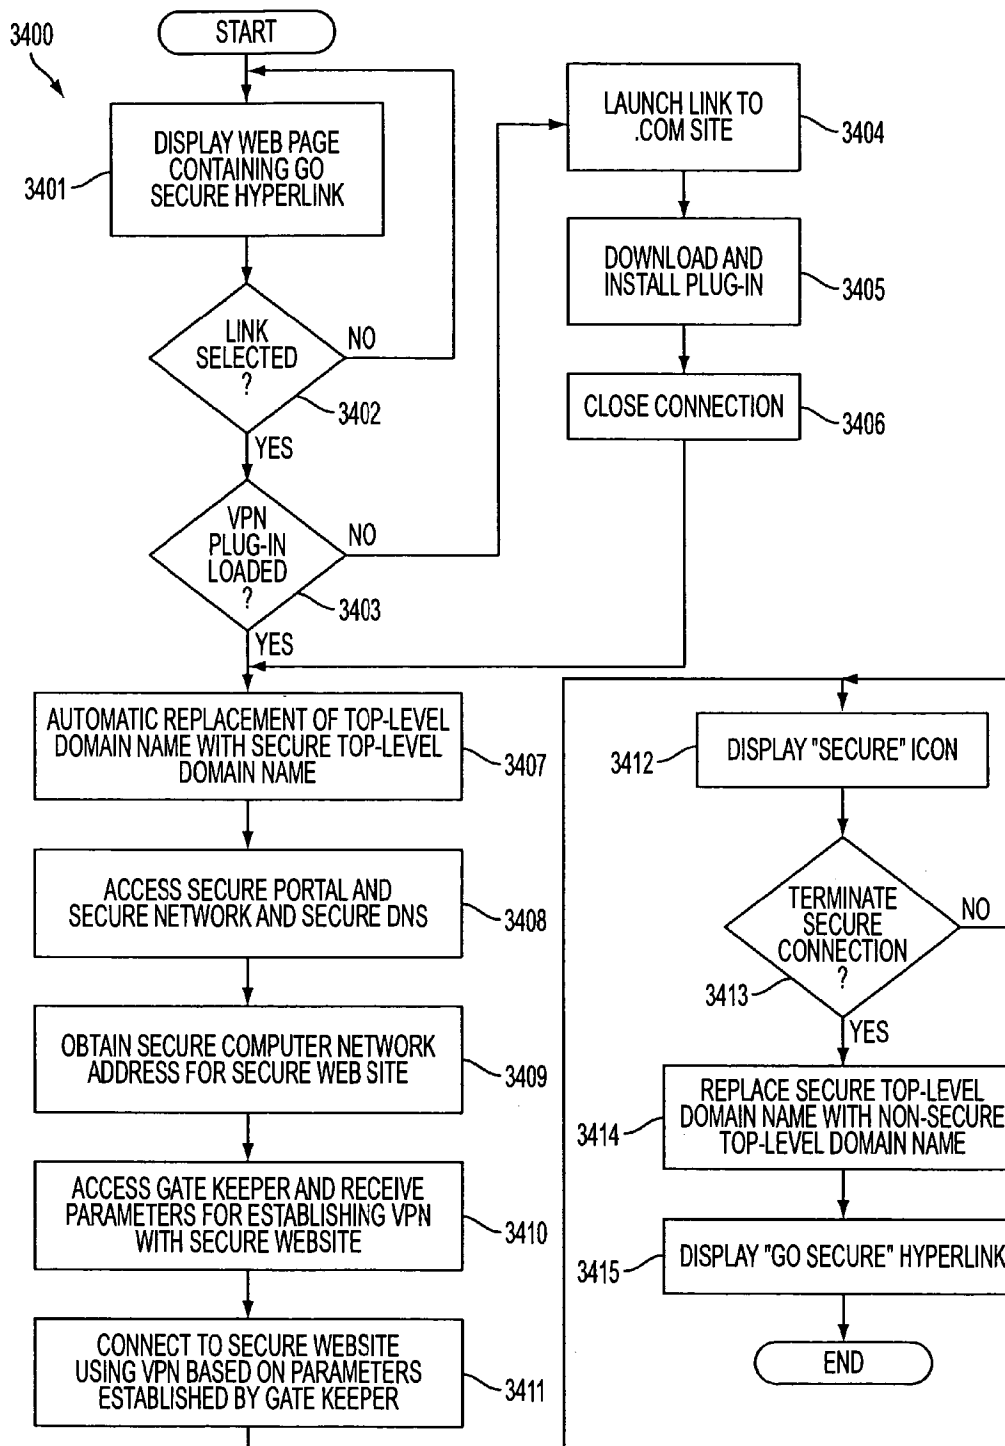 3400
START
DISPLAY WEB PAGE
CONTAINING GO
SECURE HYPERLINK
3401
LINK
SELECTED
?
NO
3402
YES
VPN
PLUG-IN
LOADED
?
NO
3403
YES
LAUNCH LINK TO
.COM SITE
3404
DOWNLOAD AND
INSTALL PLUG-IN
3405
CLOSE CONNECTION
3406
AUTOMATIC REPLACEMENT OF TOP-LEVEL
DOMAIN NAME WITH SECURE TOP-LEVEL
DOMAIN NAME
3407
ACCESS SECURE PORTAL AND
SECURE NETWORK AND SECURE DNS
3408
OBTAIN SECURE COMPUTER NETWORK
ADDRESS FOR SECURE WEB SITE
3409
ACCESS GATE KEEPER AND RECEIVE
PARAMETERS FOR ESTABLISHING VPN
WITH SECURE WEBSITE
3410
CONNECT TO SECURE WEBSITE
USING VPN BASED ON PARAMETERS
ESTABLISHED BY GATE KEEPER
3411
3412
DISPLAY "SECURE" ICON
TERMINATE
SECURE
CONNECTION
?
NO
3413
YES
REPLACE SECURE TOP-LEVEL
DOMAIN NAME WITH NON-SECURE
TOP-LEVEL DOMAIN NAME
3414
DISPLAY "GO SECURE" HYPERLINK
3415
END